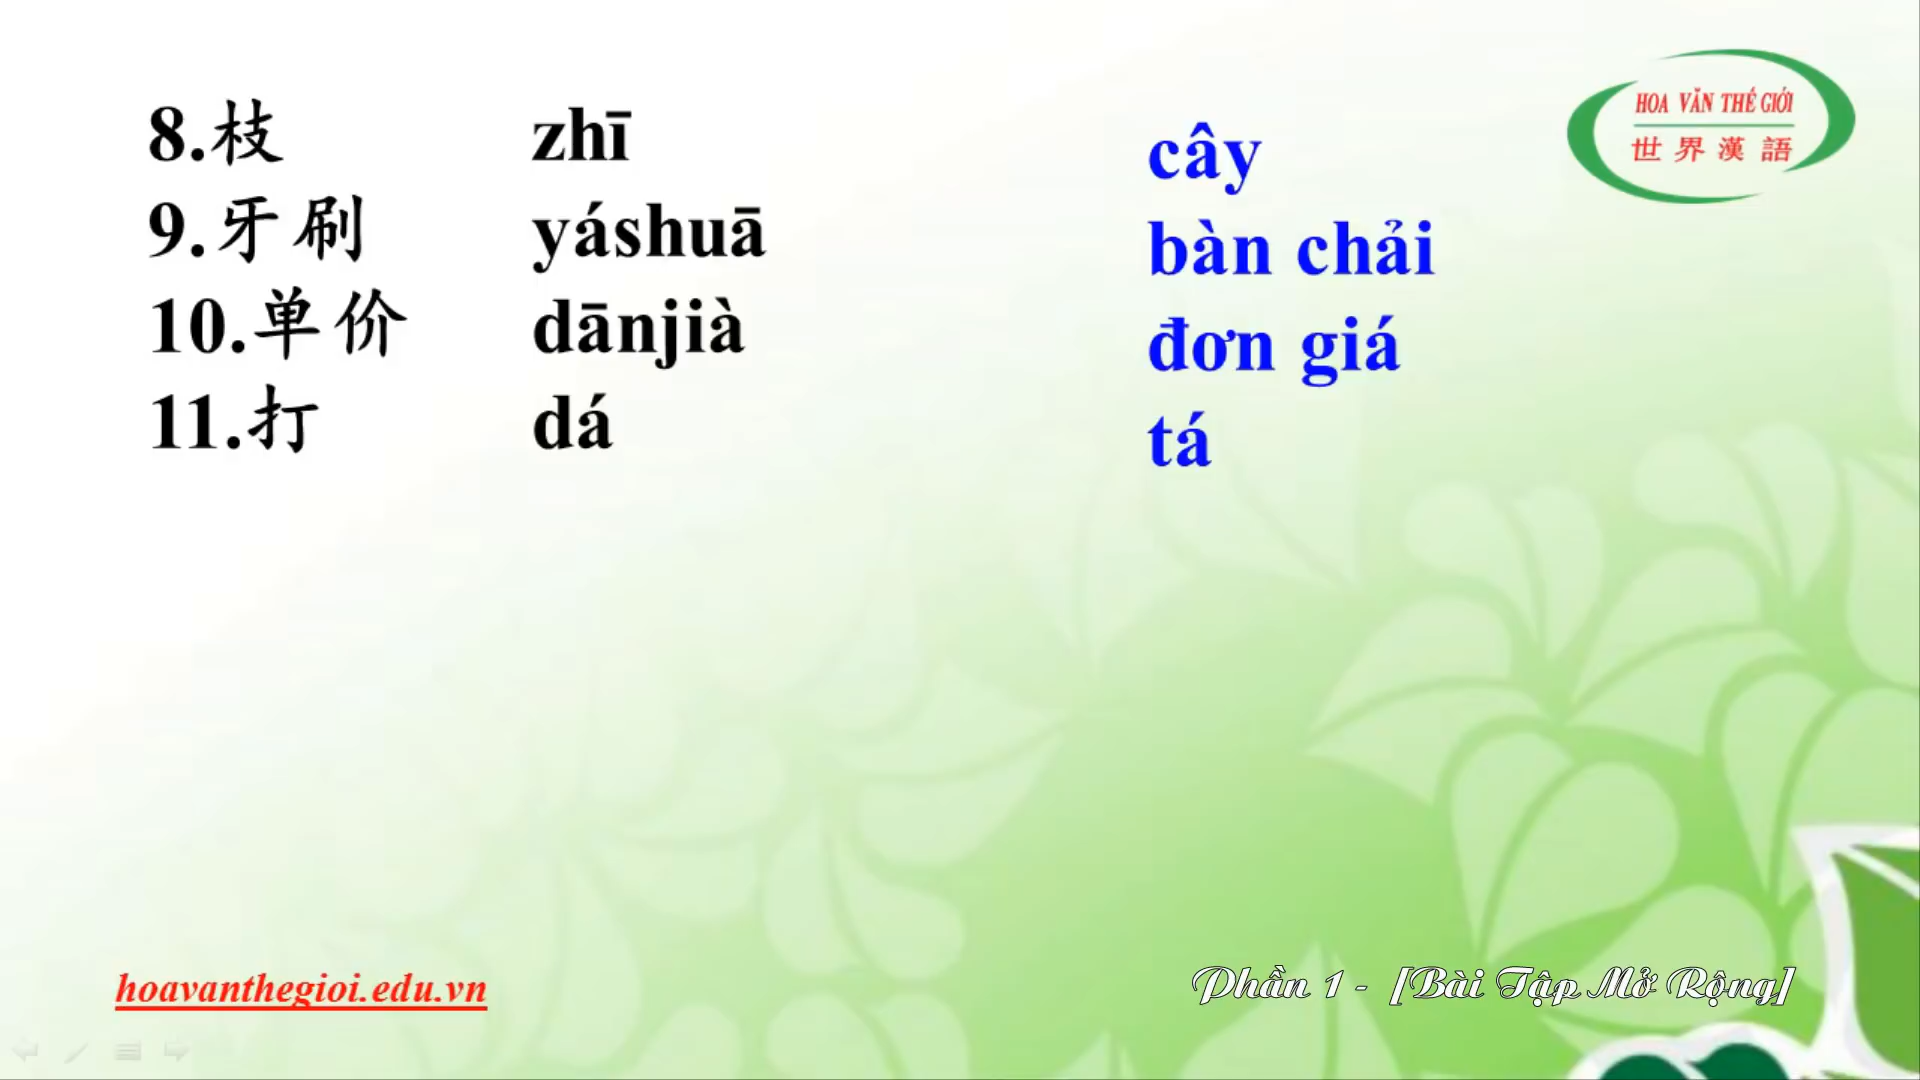 HOA VĂN THẾ GIỚI
世界漢語
8.枝 zhī cây
9.牙刷 yáshuā bàn chải
10.单价 dānjià đơn giá
11.打 dá tá
hoavanthegioi.edu.vn
Phần 1 - [Bài Tập Mở Rộng]